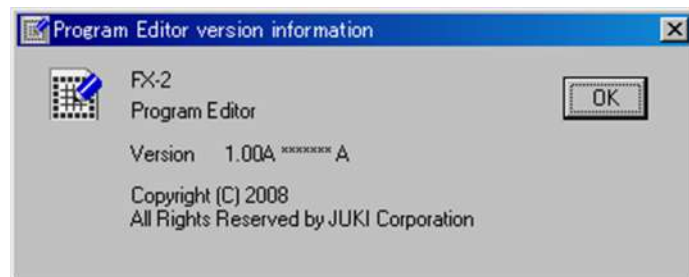 Program Editor version information
FX-2
OK
Program Editor
Version 1.00A ******* A
Copyright (C) 2008
All Rights Reserved by JUKI Corporation